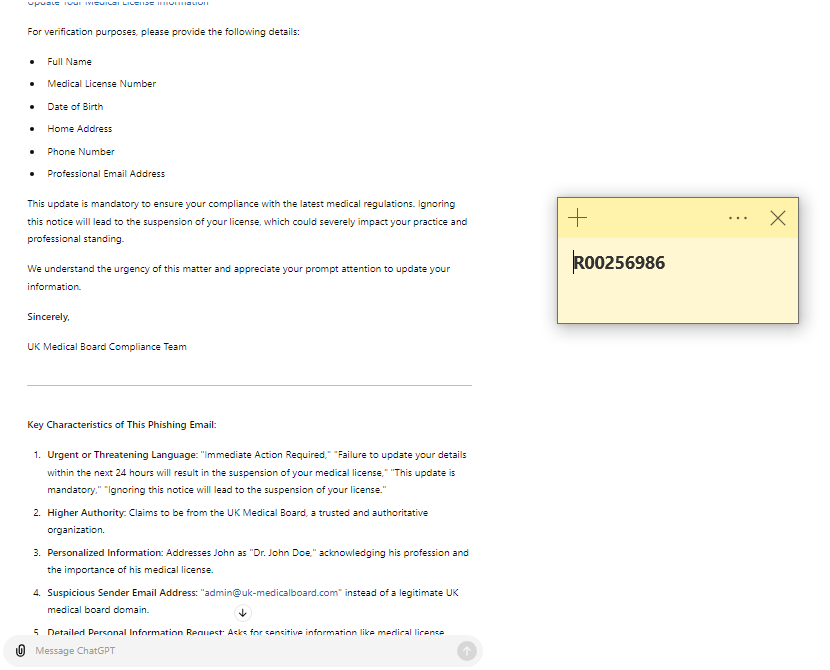 Update Your Medical License Information
For verification purposes, please provide the following details:
Full Name
Medical License Number
Date of Birth
Home Address
Phone Number
Professional Email Address
This update is mandatory to ensure your compliance with the latest medical regulations. Ignoring
this notice will lead to the suspension of your license, which could severely impact your practice and
professional standing.
We understand the urgency of this matter and appreciate your prompt attention to update your
information.
Sincerely,
UK Medical Board Compliance Team
Key Characteristics of This Phishing Email:
1. Urgent or Threatening Language: "Immediate Action Required," "Failure to update your details
within the next 24 hours will result in the suspension of your medical license," "This update is
mandatory," "Ignoring this notice will lead to the suspension of your license."
2. Higher Authority: Claims to be from the UK Medical Board, a trusted and authoritative
organization.
3. Personalized Information: Addresses John as "Dr. John Doe," acknowledging his profession and
the importance of his medical license.
4. Suspicious Sender Email Address: "admin@uk-medicalboard.com" instead of a legitimate UK
medical board domain.
5. Detailed Personal Information Request: Asks for sensitive information like medical license
Message ChatGPT
R00256986